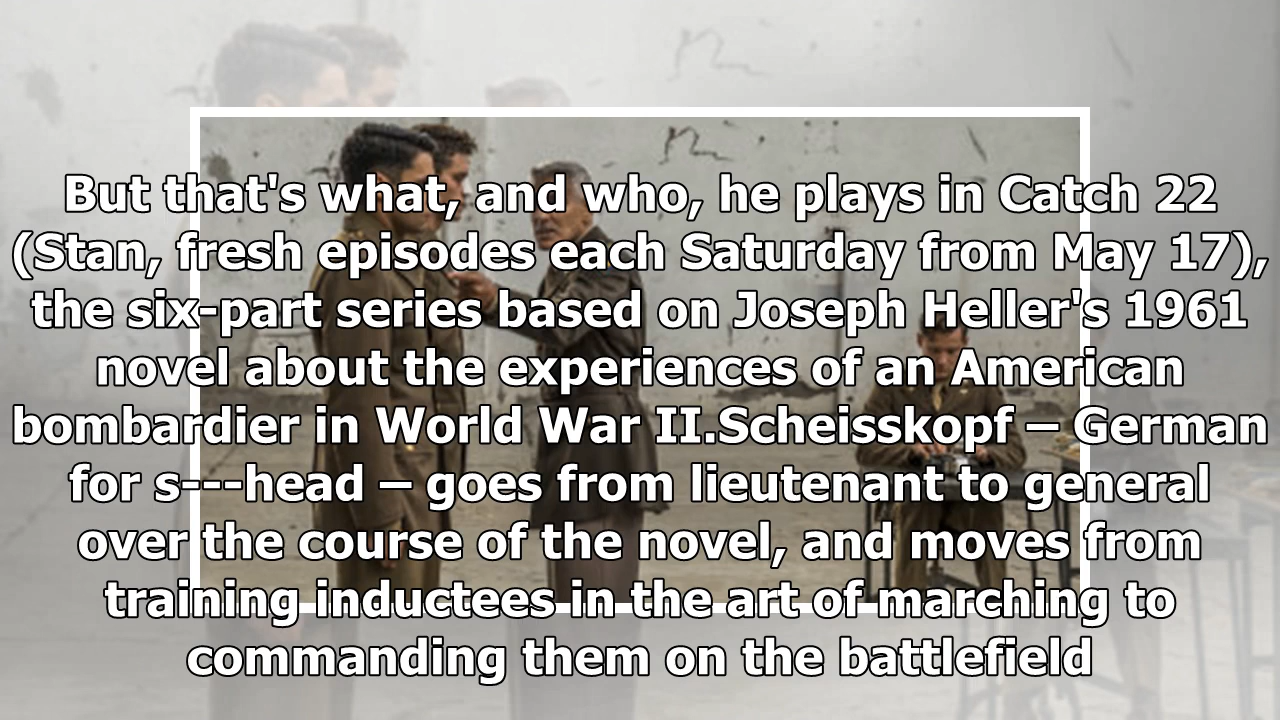 But that's what, and who, he plays in Catch 22
(Stan, fresh episodes each Saturday from May 17),
the six-part series based on Joseph Heller's 1961
novel about the experiences of an American
bombardier in World War II.Scheisskopf – German
for s---head – goes from lieutenant to general
over the course of the novel, and moves from
training inductees in the art of marching to
commanding them on the battlefield